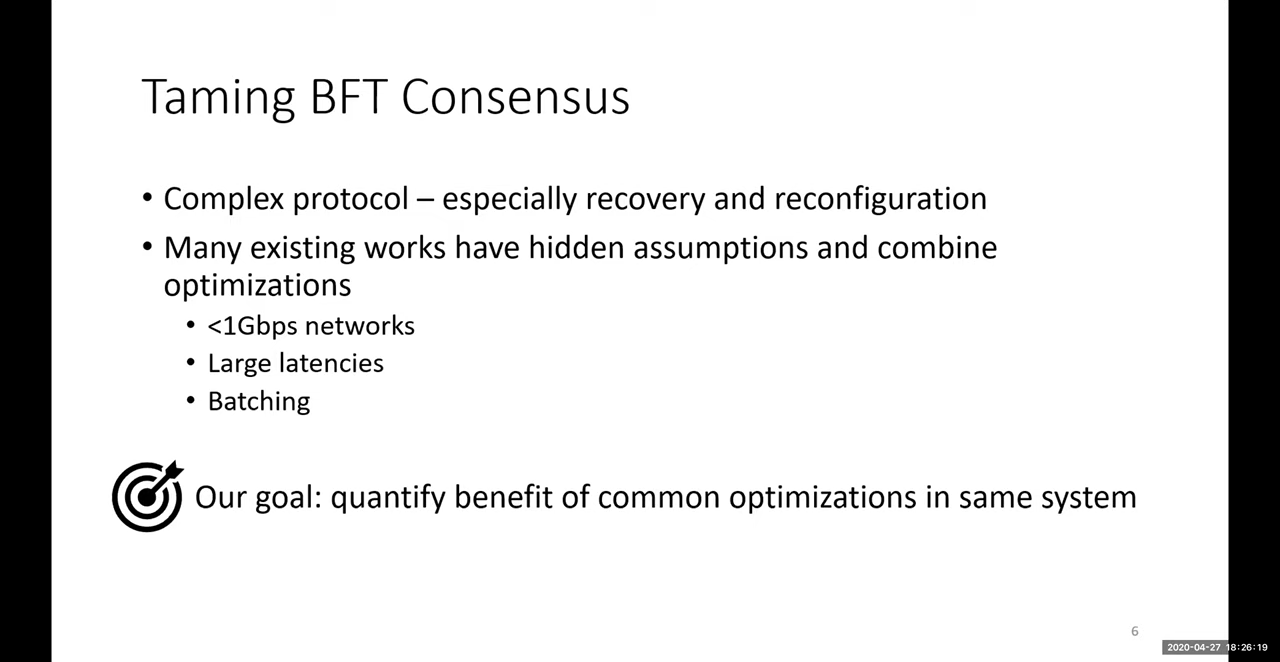 Taming BFT Consensus
• Complex protocol – especially recovery and reconfiguration
• Many existing works have hidden assumptions and combine
optimizations
• <1Gbps networks
• Large latencies
• Batching
Our goal: quantify benefit of common optimizations in same system
6
2020-04-27 18:26:19